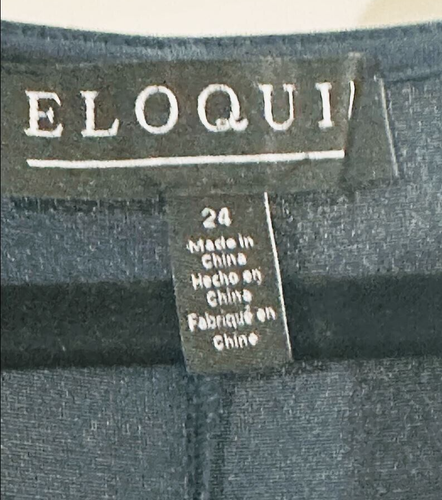 ELOQUII
24
Made in
China
Hecho en
China
Fabriqué en
Chine